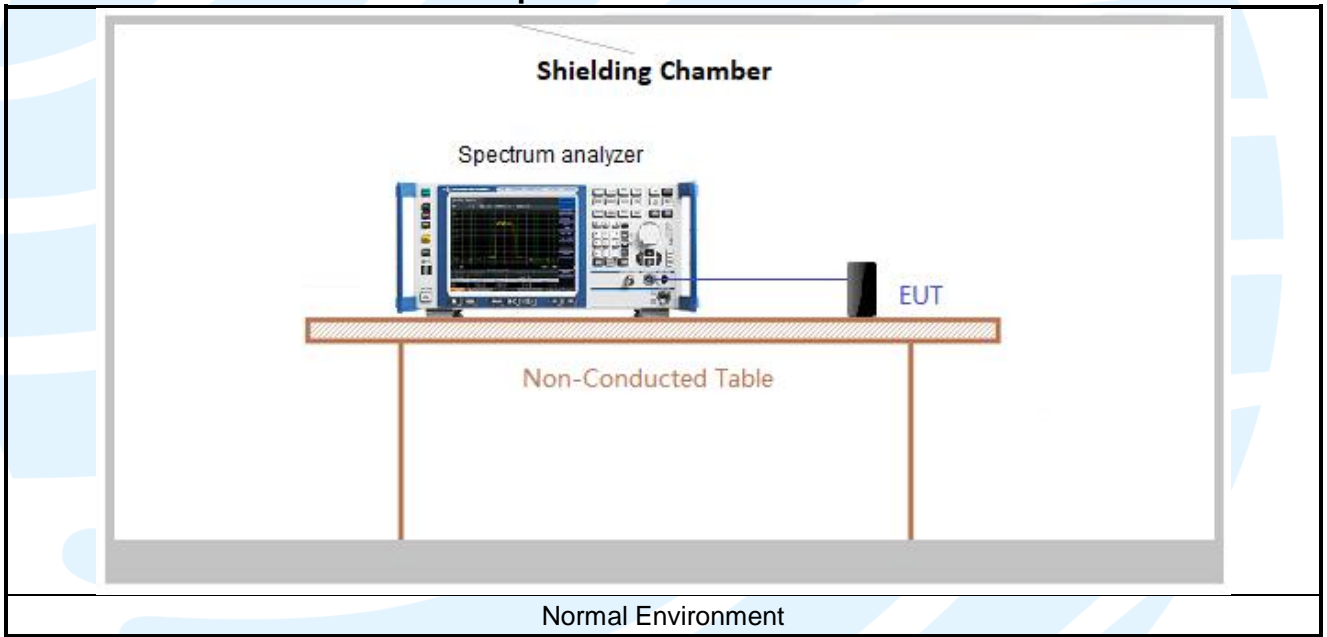 Shielding Chamber
Spectrum analyzer
EUT
Non-Conducted Table
Normal Environment